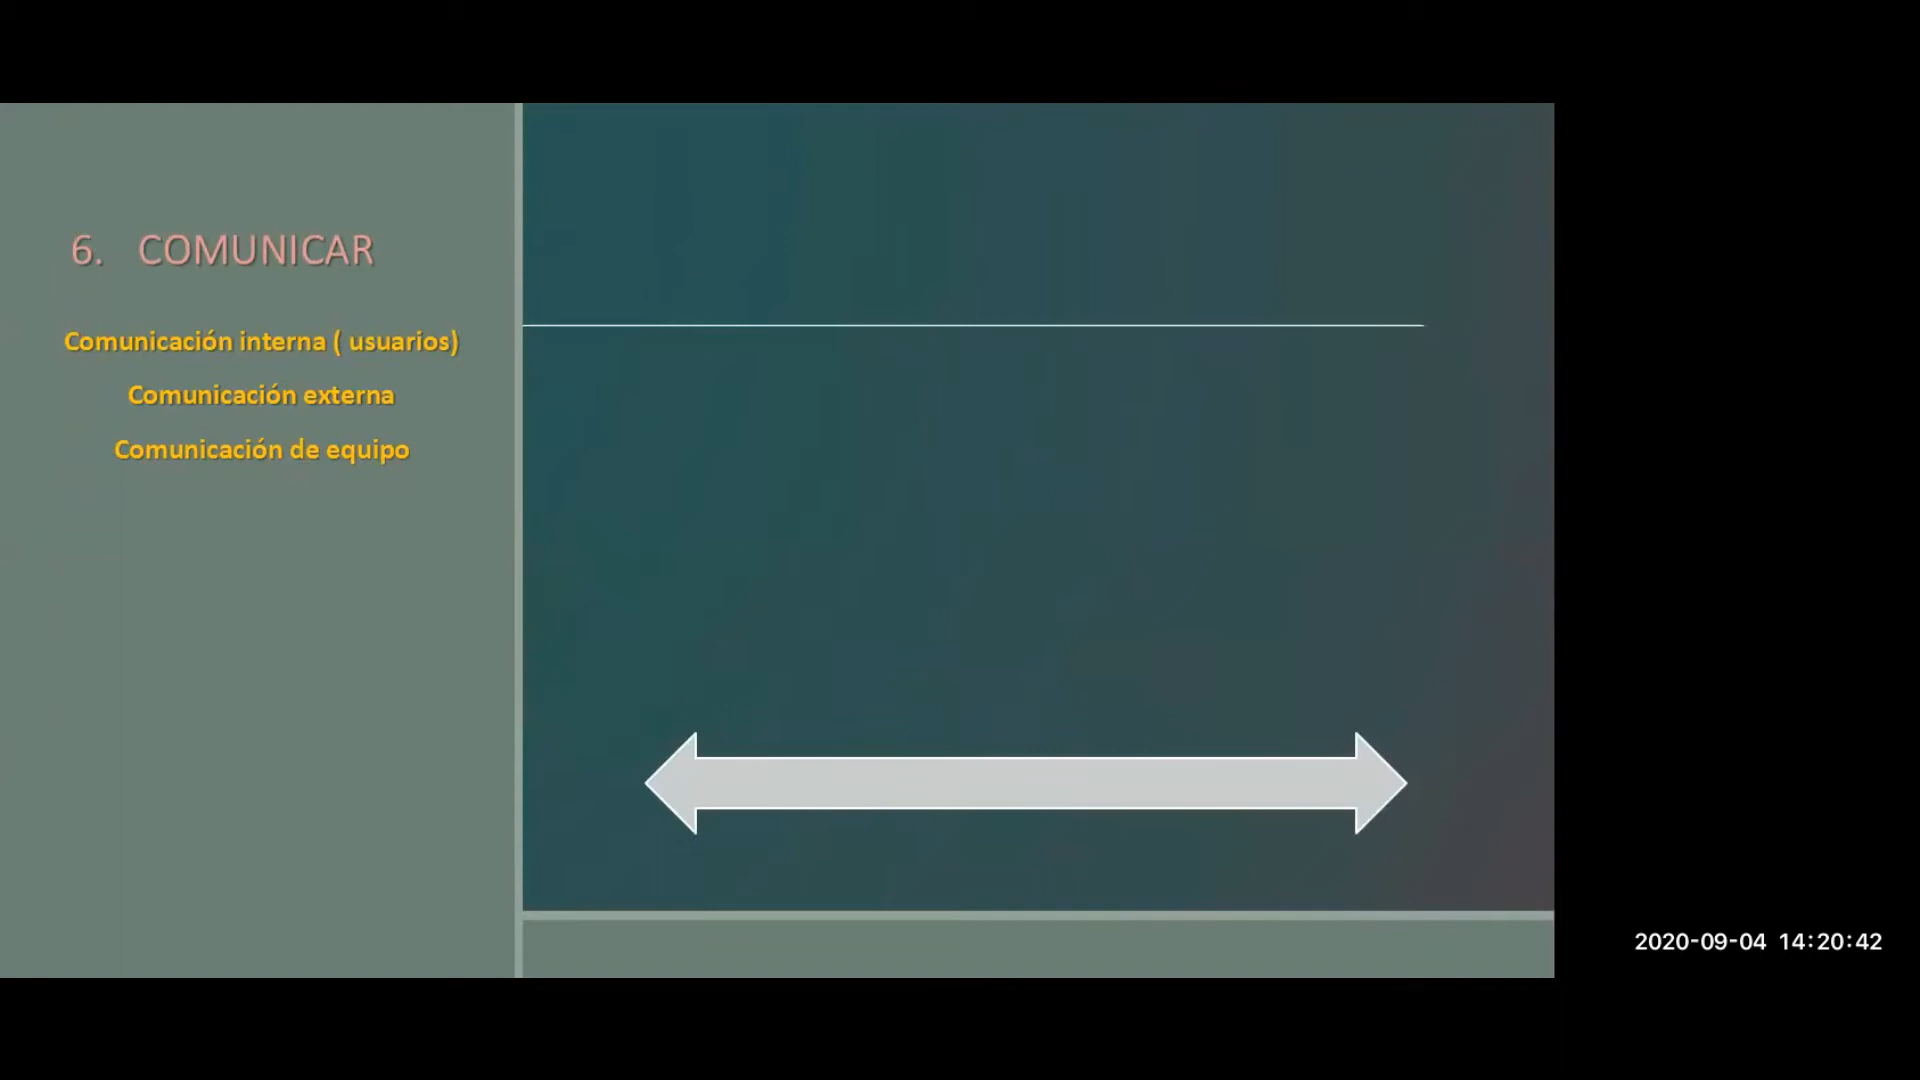 6. COMUNICAR
Comunicación interna ( usuarios)
Comunicación externa
Comunicación de equipo
2020-09-04 14:20:42